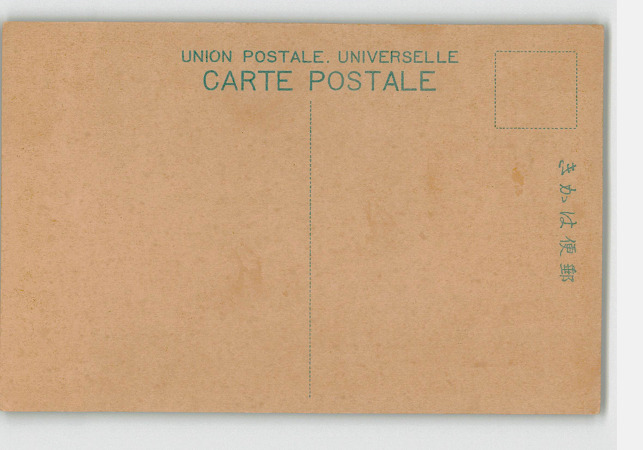 UNION POSTALE. UNIVERSELLE
CARTE POSTALE
郵便はかき